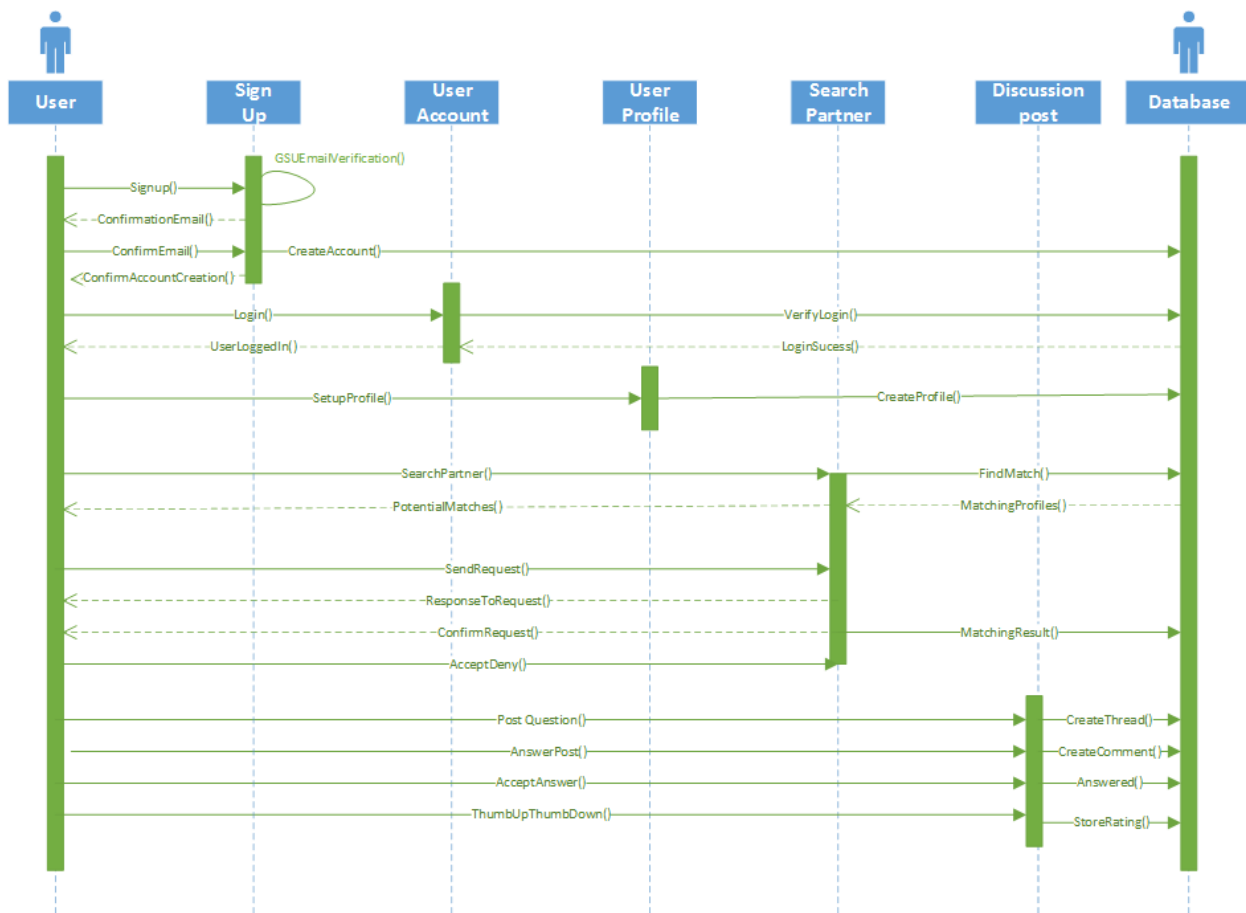 User
Sign
Up
User
Account
User
Profile
Search
Partner
Discussion
post
Database
GSUEmailVerification()
Signup()
ConfirmationEmail()
ConfirmEmail()
CreateAccount()
ConfirmAccountCreation()
Login()
VerifyLogin()
UserLoggedIn()
LoginSucess()
SetupProfile()
CreateProfile()
SearchPartner()
FindMatch()
PotentialMatches()
MatchingProfiles()
SendRequest()
ResponseToRequest()
ConfirmRequest()
MatchingResult()
AcceptDeny()
Post Question()
CreateThread()
AnswerPost()
CreateComment()
AcceptAnswer()
Answered()
ThumbUpThumbDown()
StoreRating()